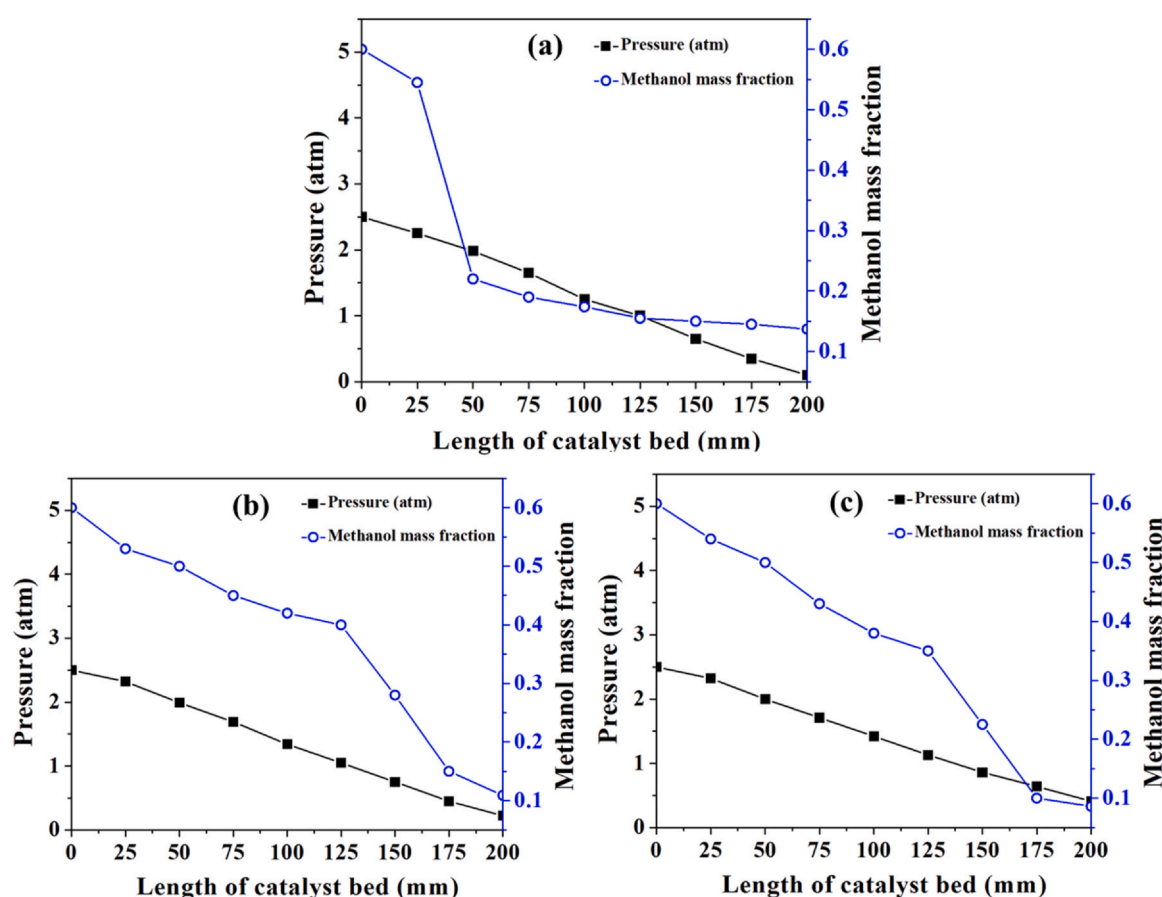 (a)
Pressure (atm)
Methanol mass fraction
5
4
3
2
1
0
Pressure (atm)
0.6
0.5
0.4
0.3
0.2
0.1
Methanol mass fraction
0 25 50 75 100 125 150 175 200
Length of catalyst bed (mm)
(b)
Pressure (atm)
Methanol mass fraction
5
4
3
2
1
0
Pressure (atm)
0.6
0.5
0.4
0.3
0.2
0.1
Methanol mass fraction
0 25 50 75 100 125 150 175 200
Length of catalyst bed (mm)
(c)
Pressure (atm)
Methanol mass fraction
5
4
3
2
1
0
Pressure (atm)
0.6
0.5
0.4
0.3
0.2
0.1
Methanol mass fraction
0 25 50 75 100 125 150 175 200
Length of catalyst bed (mm)